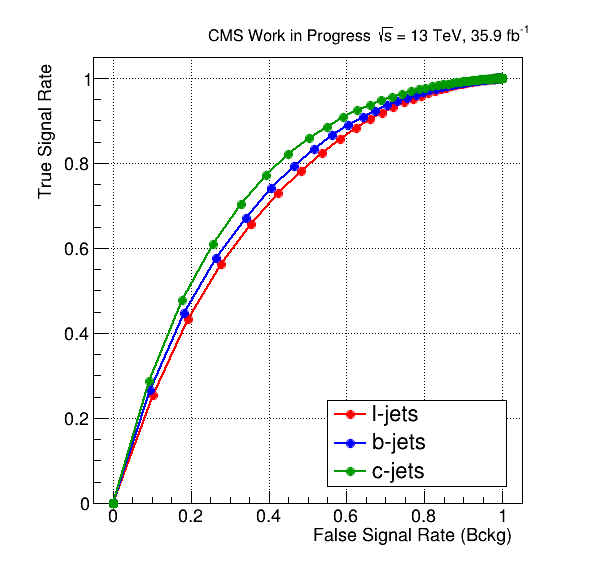 CMS Work in Progress √s = 13 TeV, 35.9 fb⁻¹
True Signal Rate
1
0.8
0.6
0.4
0.2
0
0 0.2 0.4 0.6 0.8 1
False Signal Rate (Bckg)
l-jets
b-jets
c-jets